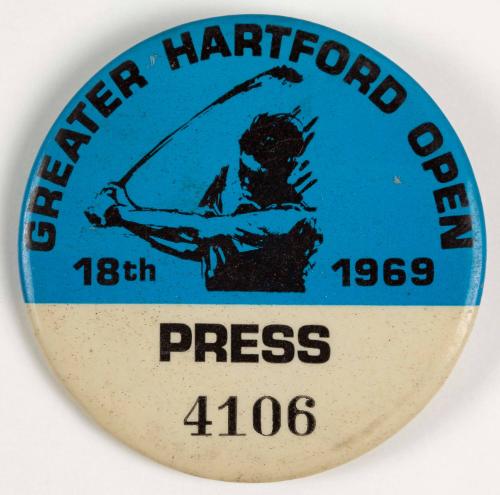 GREATER HARTFORD OPEN
18th 1969
PRESS
4106